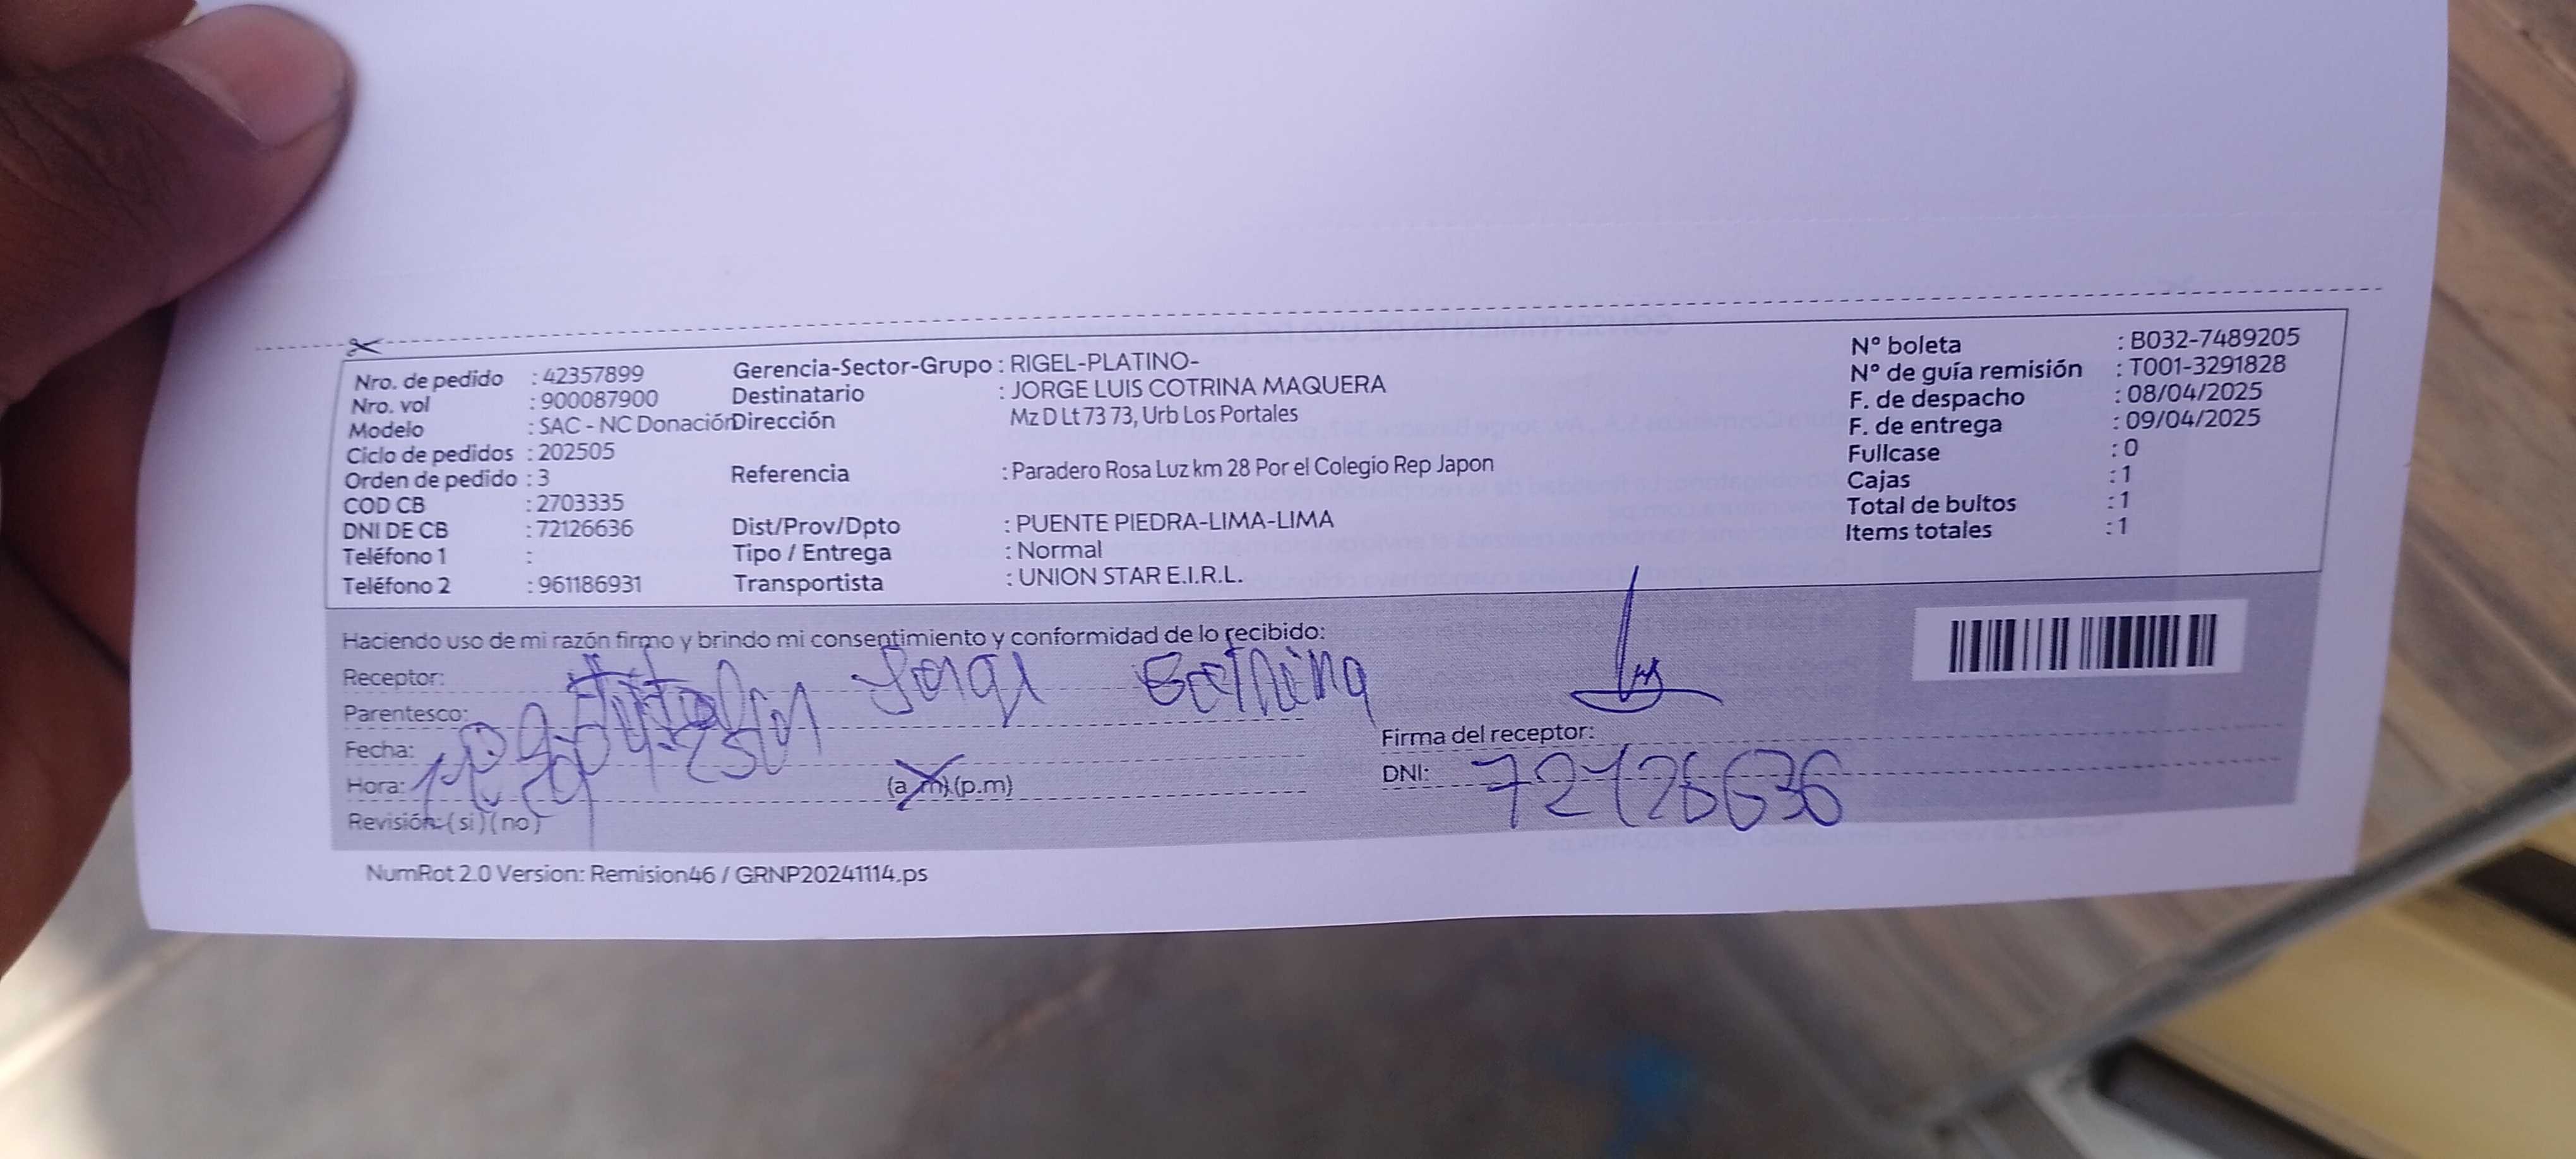 Nro. de pedido : 42357899
Nro. vol : 900087900
Modelo : SAC - NC Donación
Ciclo de pedidos : 202505
Orden de pedido : 3
COD CB : 2703335
DNI DE CB : 72126636
Teléfono 1 :
Teléfono 2 : 961186931
Gerencia-Sector-Grupo : RIGEL-PLATINO-
Destinatario : JORGE LUIS COTRINA MAQUERA
Dirección Mz D Lt 73 73, Urb Los Portales
Referencia : Paradero Rosa Luz km 28 Por el Colegio Rep Japon
Dist/Prov/Dpto : PUENTE PIEDRA-LIMA-LIMA
Tipo / Entrega : Normal
Transportista : UNION STAR E.I.R.L.
N° boleta : B032-7489205
N° de guía remisión : T001-3291828
F. de despacho : 08/04/2025
F. de entrega : 09/04/2025
Fullcase : 0
Cajas : 1
Total de bultos : 1
Items totales : 1
Haciendo uso de mi razón firmo y brindo mi consentimiento y conformidad de lo recibido:
Receptor: Jorge Cotrina
Parentesco:
Fecha: 09-04-25
Hora: (a.m) (p.m)
Revisión: (si) (no)
Firma del receptor:
DNI: 72126636
NumRot 2.0 Version: Remision46 / GRNP20241114.ps